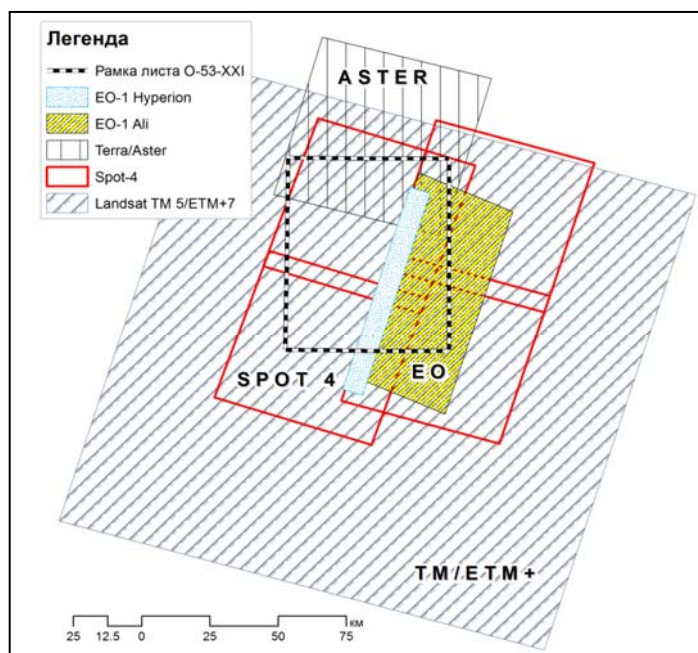 Легенда
Рамка листа O-53-XXI
EO-1 Hyperion
EO-1 Ali
Terra/Aster
Spot-4
Landsat TM 5/ETM+7
ASTER
SPOT 4
EO
TM/ETM+
км
25 12.5 0 25 50 75